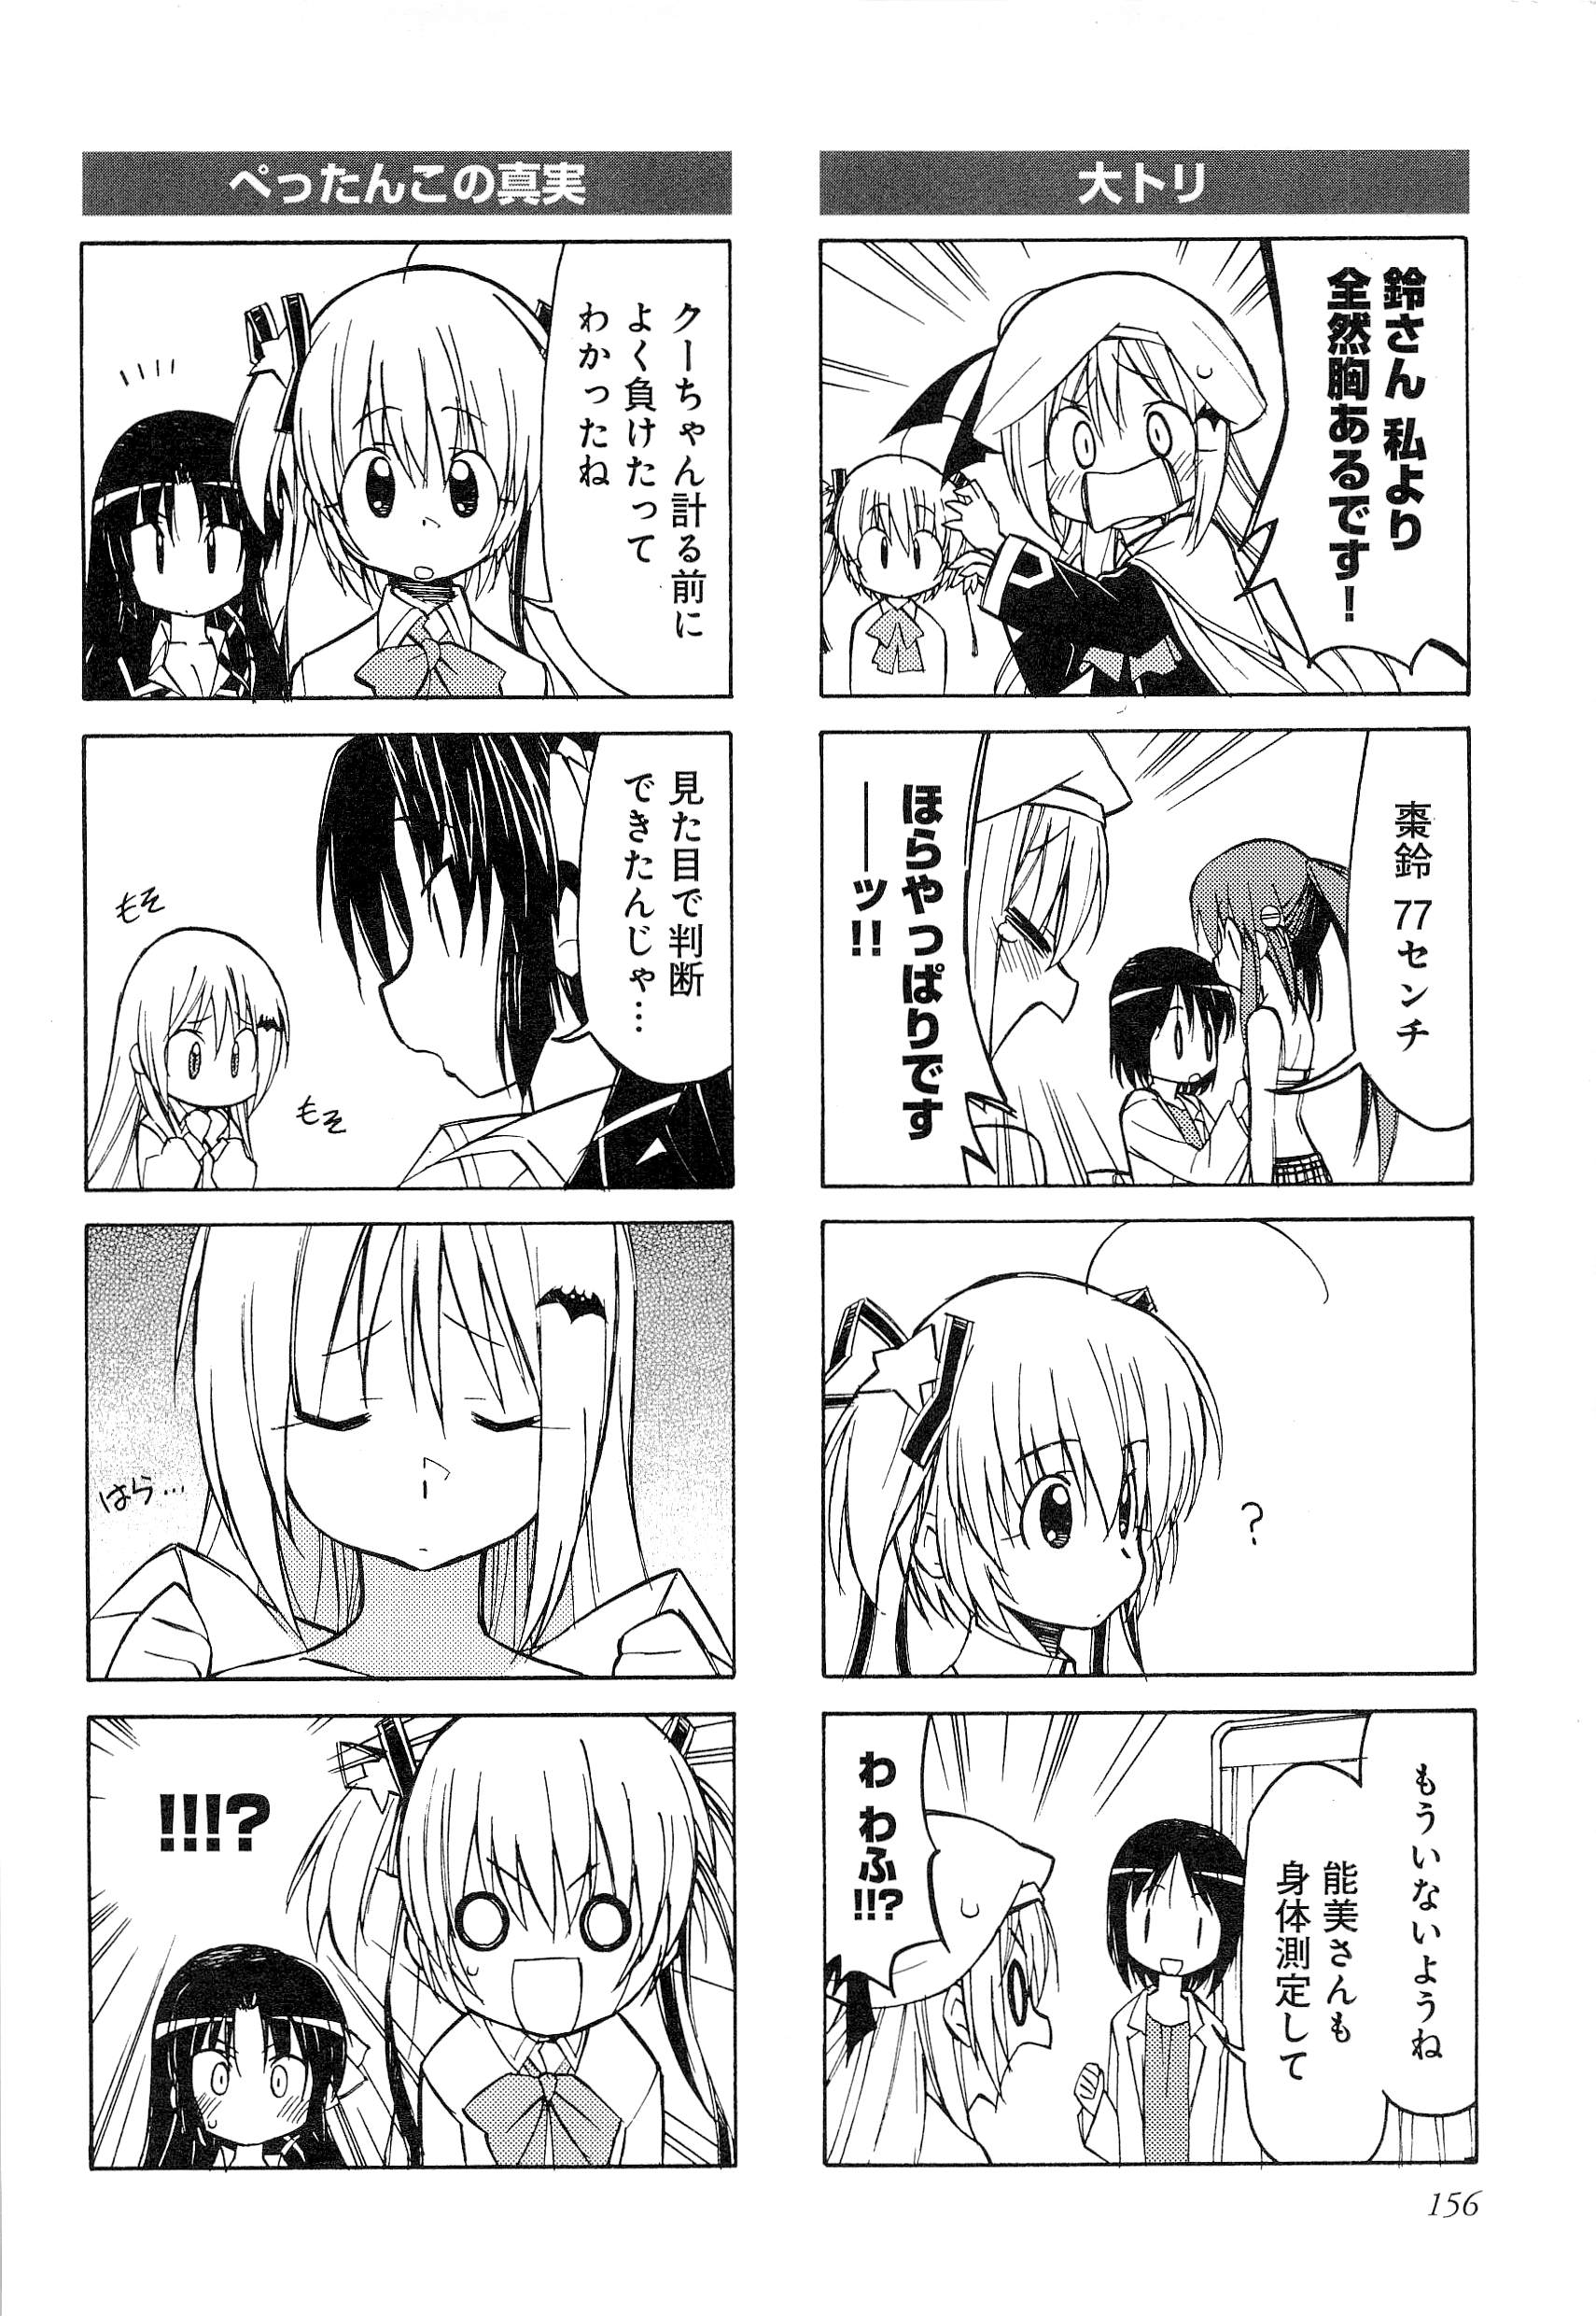 大トリ
鈴さん 私より
全然胸あるです!
棗鈴 77センチ
ほらやっぱりです
――ッ!!
?
もういないようね
能美さんも
身体測定して
わ わふ!!?
ぺったんこの真実
クーちゃん計る前に
よく負けたって
わかったね
見た目で判断
できたんじゃ…
もそ
もそ
はら…
!!!?
156